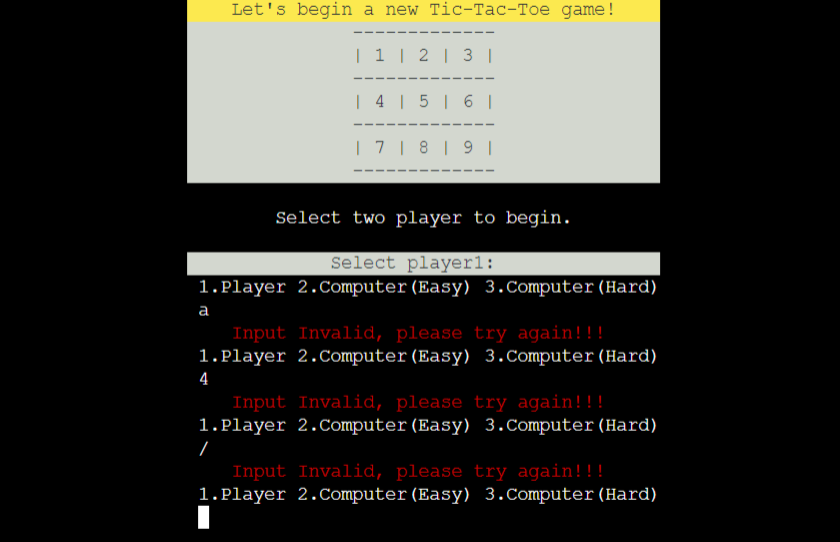 Let's begin a new Tic-Tac-Toe game!
-------------
| 1 | 2 | 3 |
-------------
| 4 | 5 | 6 |
-------------
| 7 | 8 | 9 |
-------------
Select two player to begin.
Select player1:
1.Player 2.Computer(Easy) 3.Computer(Hard)
a
Input Invalid, please try again!!!
1.Player 2.Computer(Easy) 3.Computer(Hard)
4
Input Invalid, please try again!!!
1.Player 2.Computer(Easy) 3.Computer(Hard)
/
Input Invalid, please try again!!!
1.Player 2.Computer(Easy) 3.Computer(Hard)